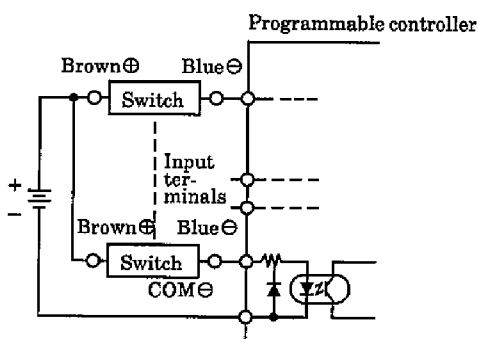 Programmable controller
Brown⊕ Blue⊖
Switch
+
−
Input
ter-
minals
Brown⊕ Blue⊖
Switch
COM⊖